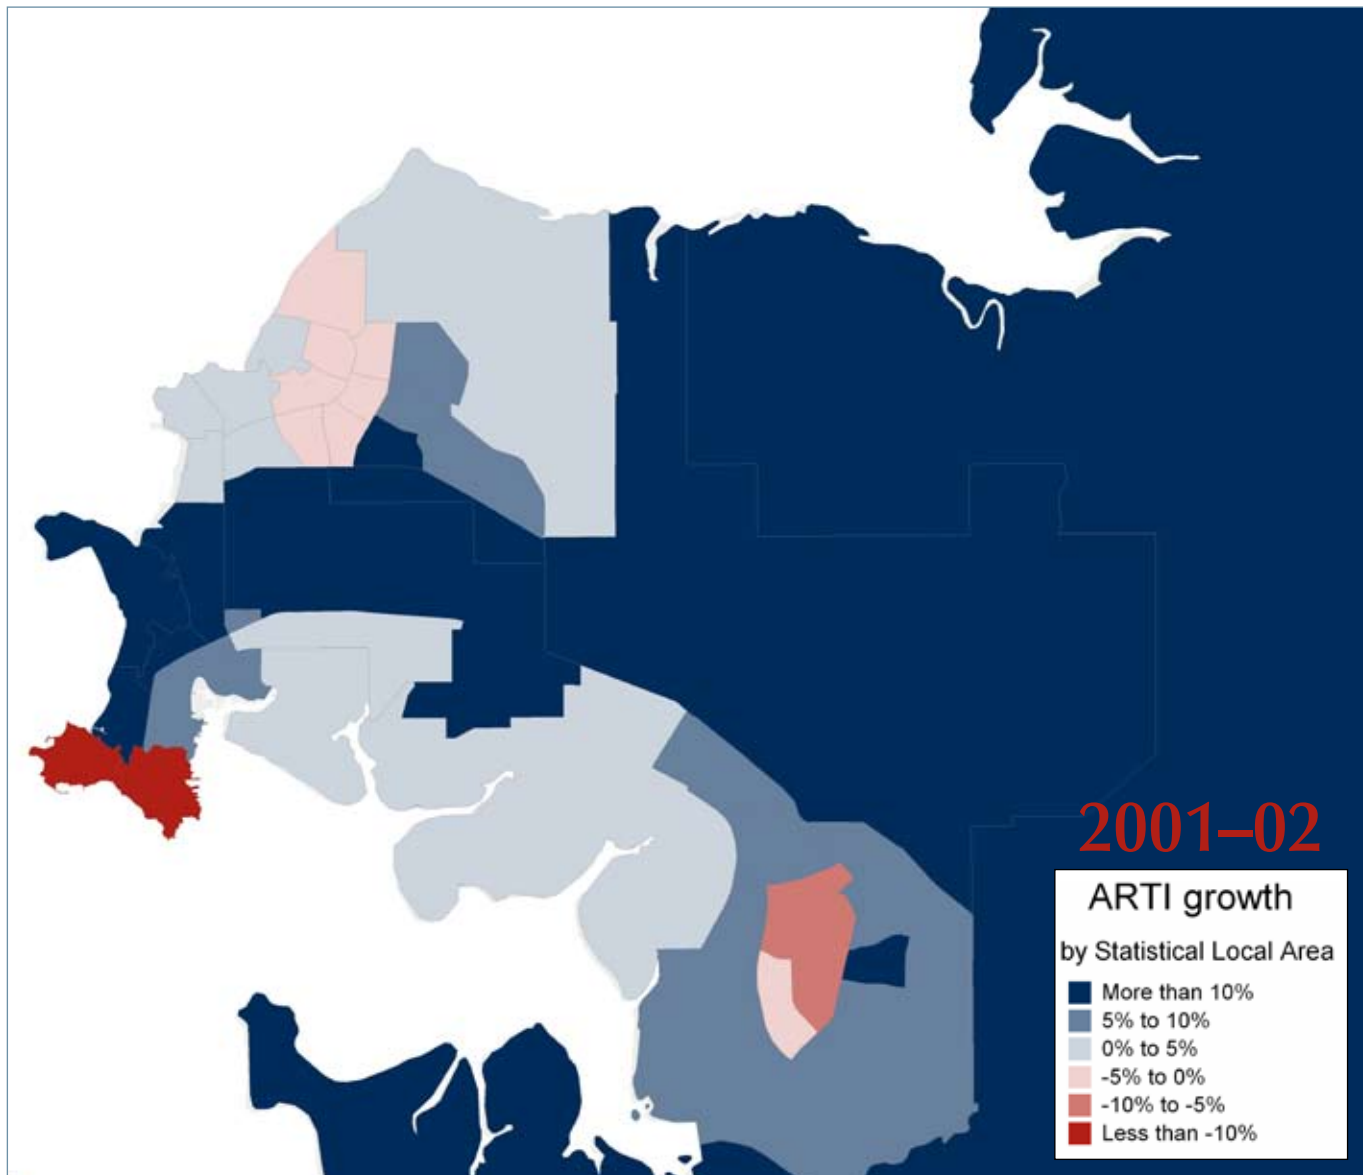 2001–02
ARTI growth
by Statistical Local Area
More than 10%
5% to 10%
0% to 5%
-5% to 0%
-10% to -5%
Less than -10%